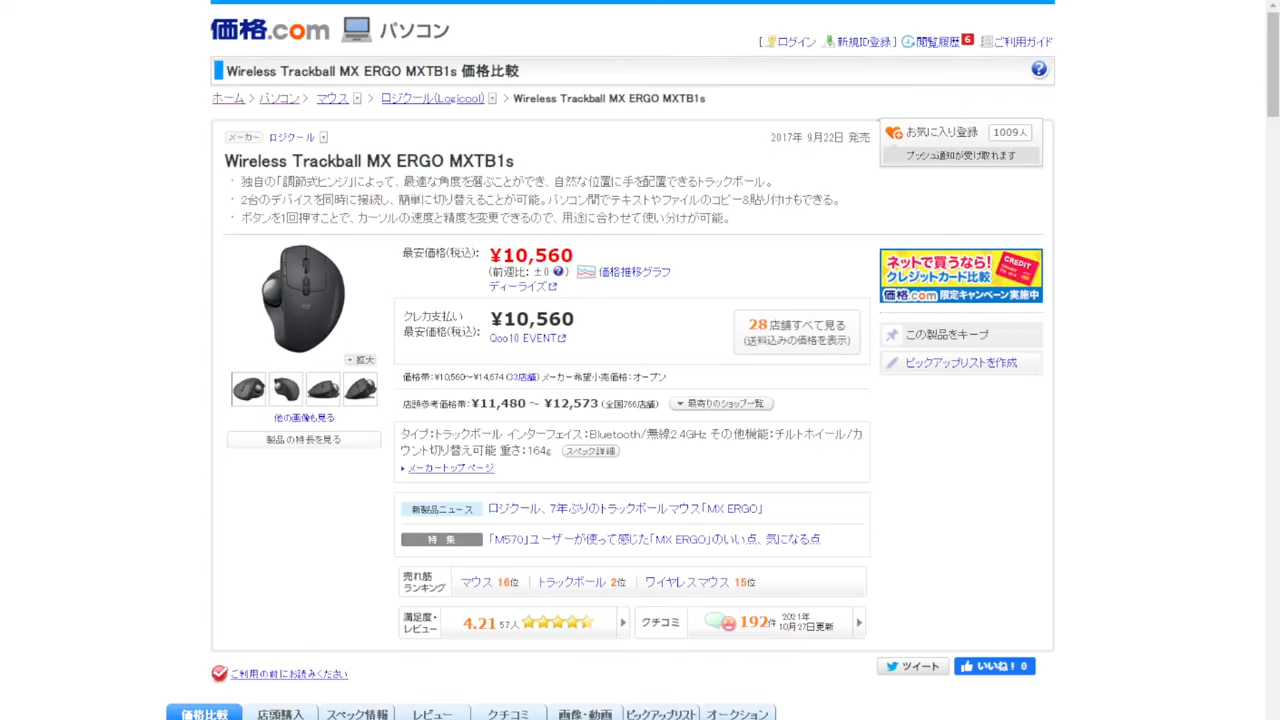 価格.com パソコン
[ ログイン 新規ID登録 ] 閲覧履歴 6 ご利用ガイド
Wireless Trackball MX ERGO MXTB1s 価格比較
ホーム > パソコン > マウス > ロジクール(Logicool) > Wireless Trackball MX ERGO MXTB1s
メーカー ロジクール
2017年 9月22日 発売
お気に入り登録 1009人
プッシュ通知が受け取れます
Wireless Trackball MX ERGO MXTB1s
・ 独自の「調節式ヒンジ」によって、最適な角度を選ぶことができ、自然な位置に手を配置できるトラックボール。
・ 2台のデバイスを同時に接続し、簡単に切り替えることが可能。パソコン間でテキストやファイルのコピー&貼り付けもできる。
・ ボタンを1回押すことで、カーソルの速度と精度を変更できるので、用途に合わせて使い分けが可能。
最安価格(税込): ¥10,560
(前週比: ±0 ) 価格推移グラフ
ディーライズ
クレカ支払い
最安価格(税込): ¥10,560
Qoo10 EVENT
28店舗すべて見る
(送料込みの価格を表示)
ネットで買うなら!
クレジットカード比較
CREDIT
価格.com 限定キャンペーン実施中
この製品をキープ
ピックアップリストを作成
+ 拡大
他の画像も見る
製品の特長を見る
価格帯:¥10,560~¥14,674 (33店舗) メーカー希望小売価格:オープン
店頭参考価格帯:¥11,480 ~ ¥12,573 (全国766店舗) 最寄りのショップ一覧
タイプ:トラックボール インターフェイス:Bluetooth/無線2.4GHz その他機能:チルトホイール/カ
ウント切り替え可能 重さ:164g スペック詳細
メーカートップページ
新製品ニュース ロジクール、7年ぶりのトラックボールマウス「MX ERGO」
特 集 「M570」ユーザーが使って感じた「MX ERGO」のいい点、気になる点
売れ筋
ランキング
マウス 16位 トラックボール 2位 ワイヤレスマウス 15位
満足度・
レビュー
4.21 57人
クチコミ
192件 2021年
10月27日更新
ご利用の前にお読みください
ツイート いいね! 0
価格比較 店頭購入 スペック情報 レビュー クチコミ 画像・動画 ピックアップリスト オークション